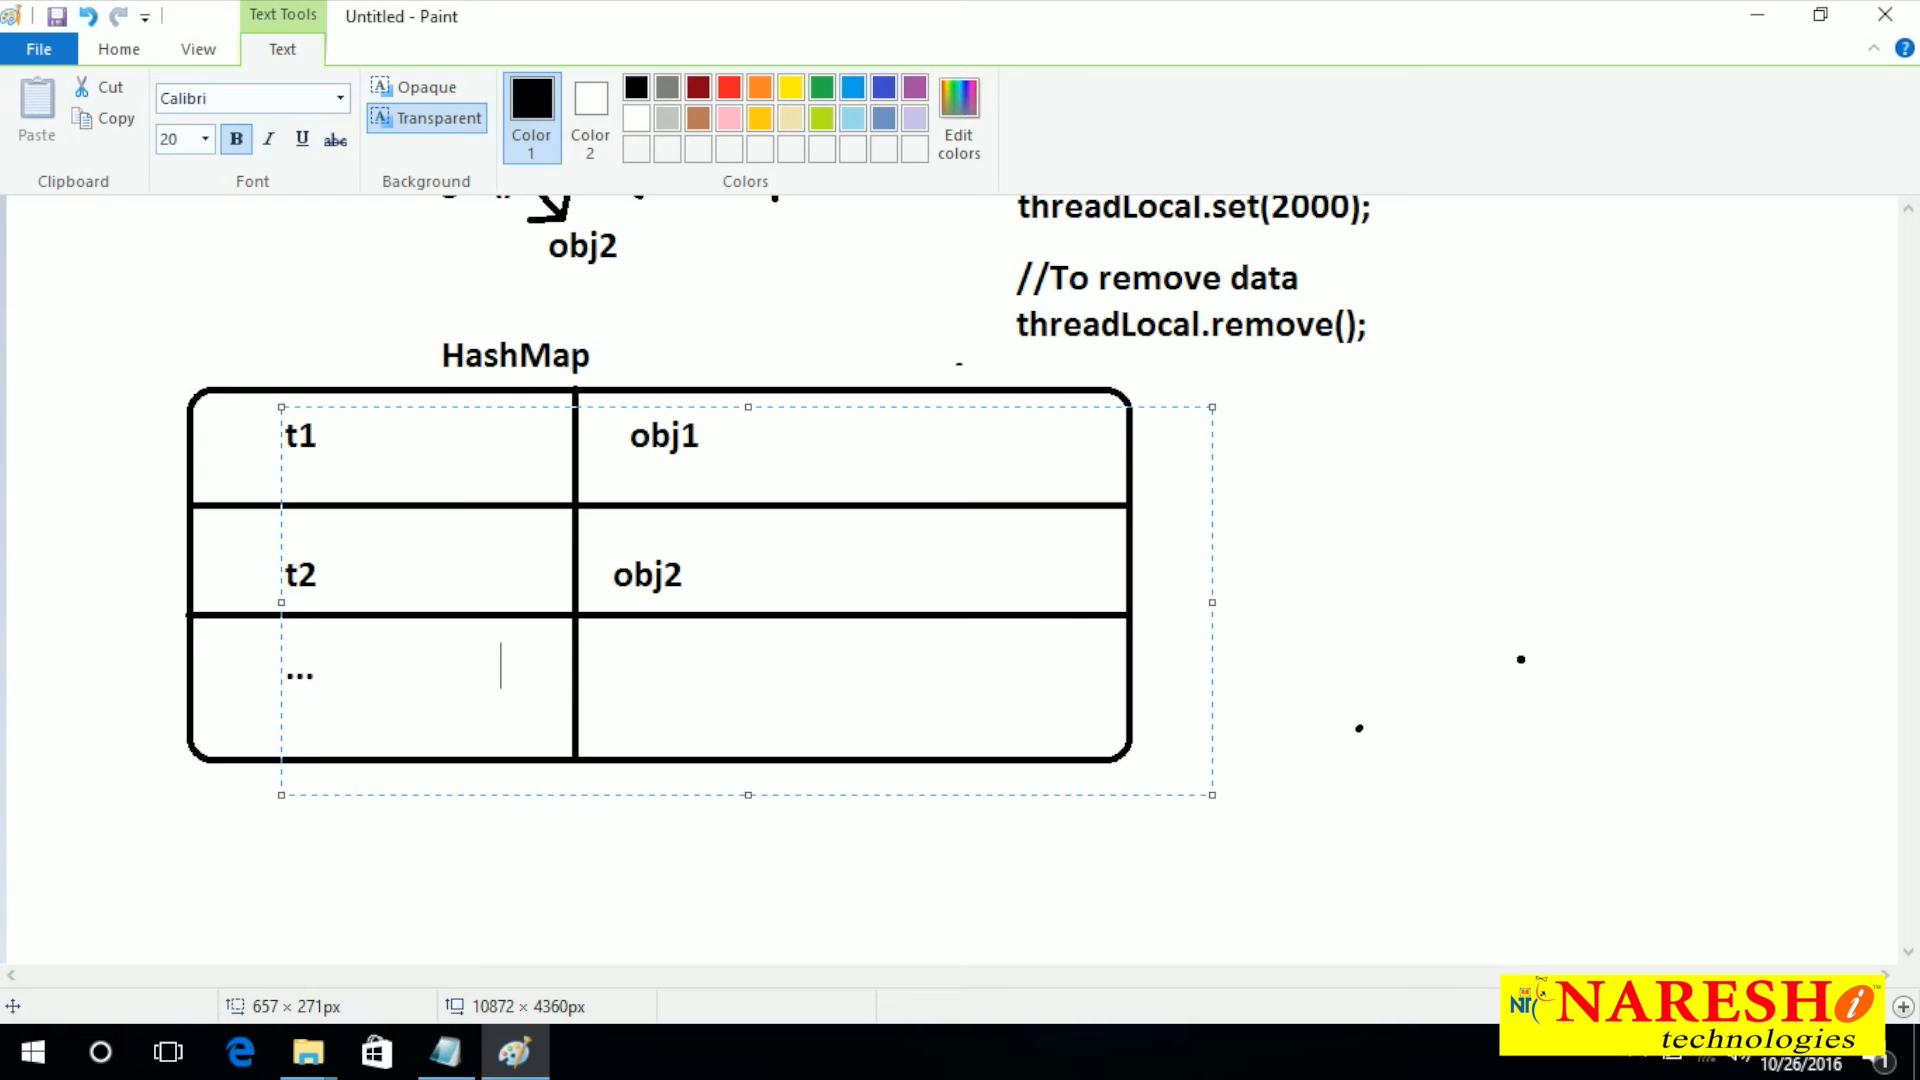 Text Tools
Untitled - Paint
File
Home
View
Text
Paste
Cut
Copy
Clipboard
Calibri
20
B
I
U
abc
Font
Opaque
Transparent
Background
Color
1
Color
2
Edit
colors
Colors
threadLocal.set(2000);
obj2
//To remove data
threadLocal.remove();
HashMap
t1
obj1
t2
obj2
...
657 × 271px
10872 × 4360px
NARESH i
technologies
10/26/2016
1